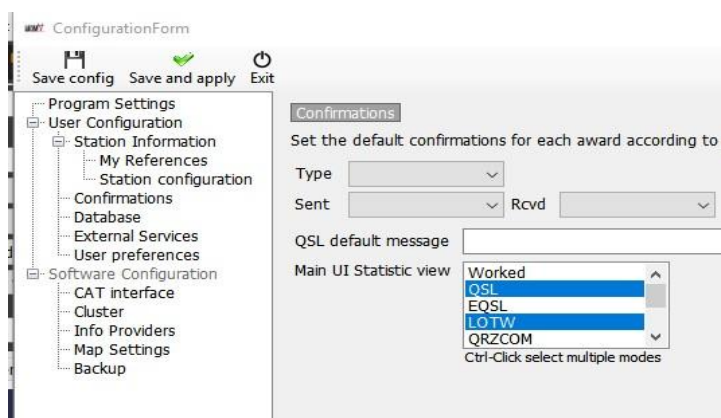 ConfigurationForm
Save config Save and apply Exit
Program Settings
User Configuration
Station Information
My References
Station configuration
Confirmations
Database
External Services
User preferences
Software Configuration
CAT interface
Cluster
Info Providers
Map Settings
Backup
Confirmations
Set the default confirmations for each award according to
Type
Sent Rcvd
QSL default message
Main UI Statistic view
Worked
QSL
EQSL
LOTW
QRZCOM
Ctrl-Click select multiple modes